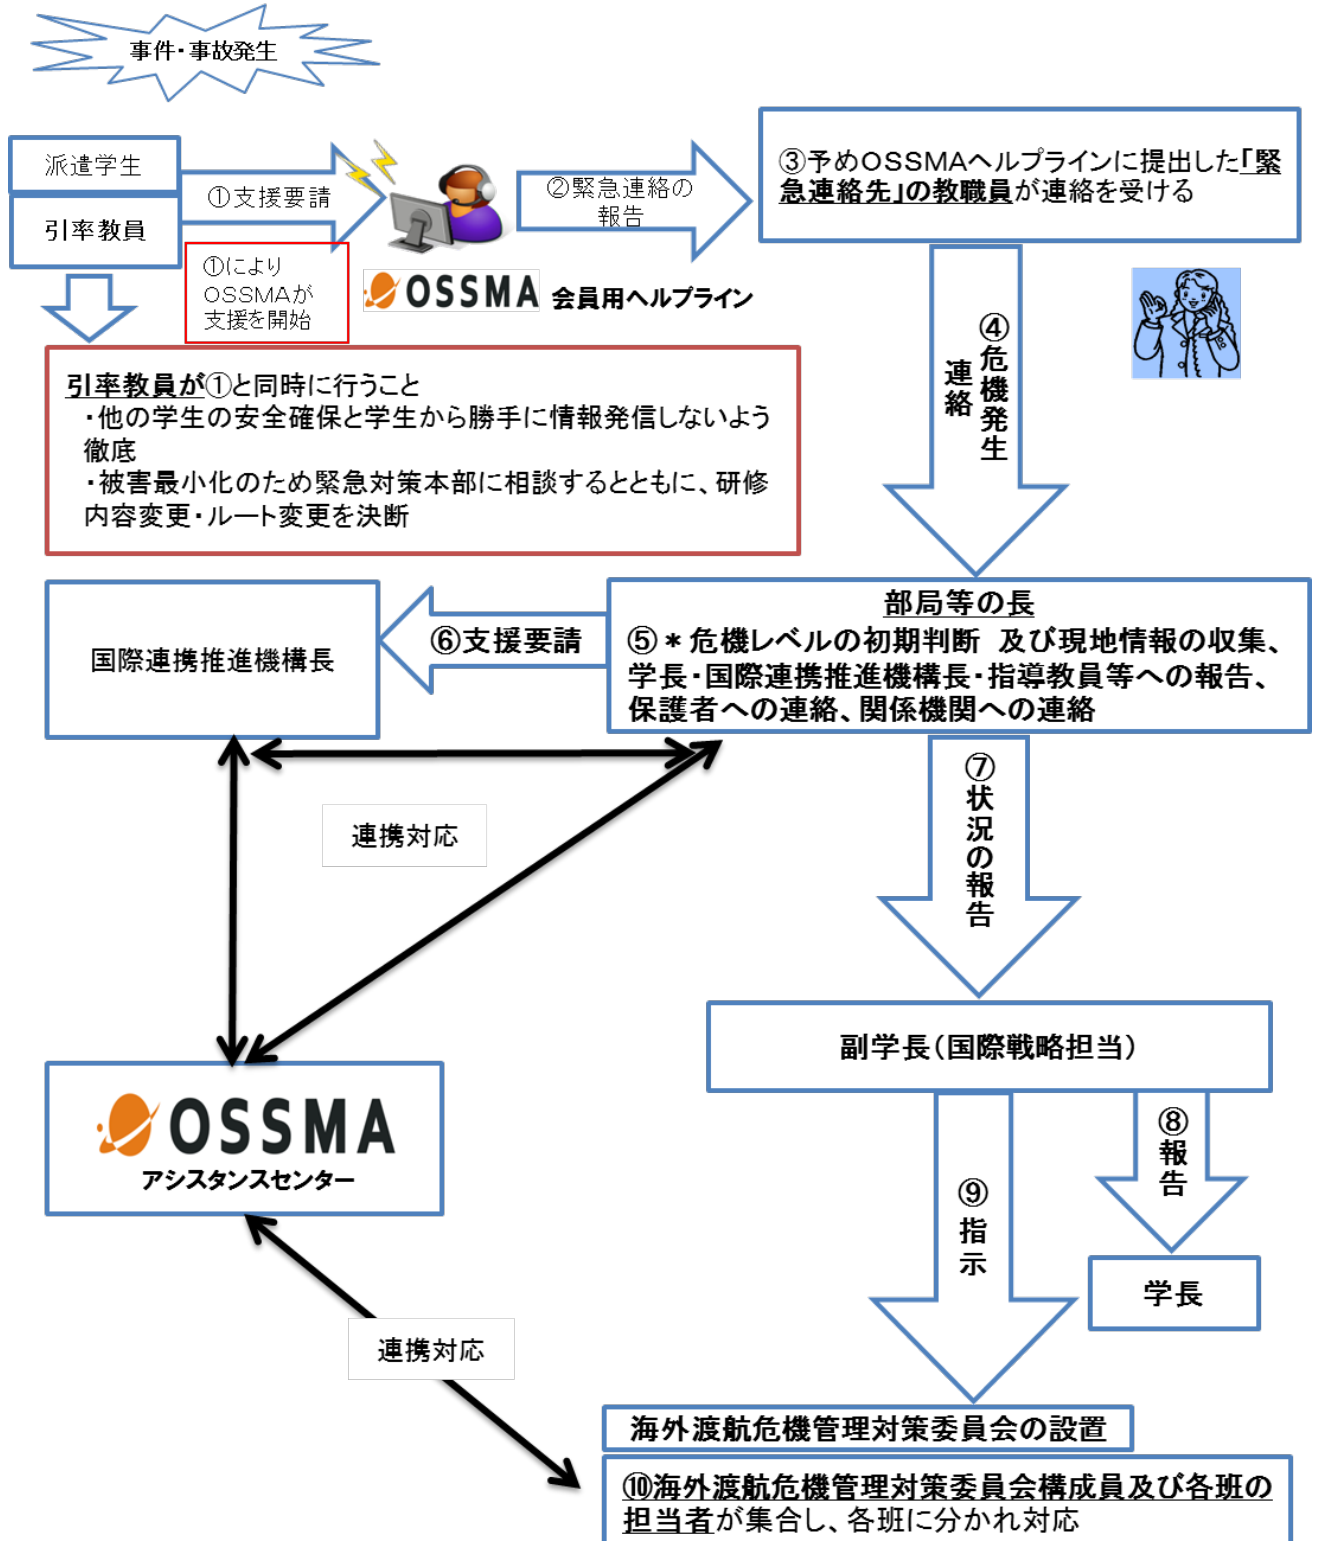 事件・事故発生
派遣学生
引率教員
①支援要請
①により
OSSMAが
支援を開始
OSSMA 会員用ヘルプライン
②緊急連絡の
報告
③予めOSSMAヘルプラインに提出した「緊
急連絡先」の教職員が連絡を受ける
④危機発生
連絡
引率教員が①と同時に行うこと
・他の学生の安全確保と学生から勝手に情報発信しないよう
徹底
・被害最小化のため緊急対策本部に相談するとともに、研修
内容変更・ルート変更を決断
国際連携推進機構長
⑥支援要請
部局等の長
⑤＊危機レベルの初期判断 及び現地情報の収集、
学長・国際連携推進機構長・指導教員等への報告、
保護者への連絡、関係機関への連絡
連携対応
⑦状況の報告
副学長（国際戦略担当）
OSSMA
アシスタンスセンター
⑧報告
⑨指示
学長
連携対応
海外渡航危機管理対策委員会の設置
⑩海外渡航危機管理対策委員会構成員及び各班の
担当者が集合し、各班に分かれ対応